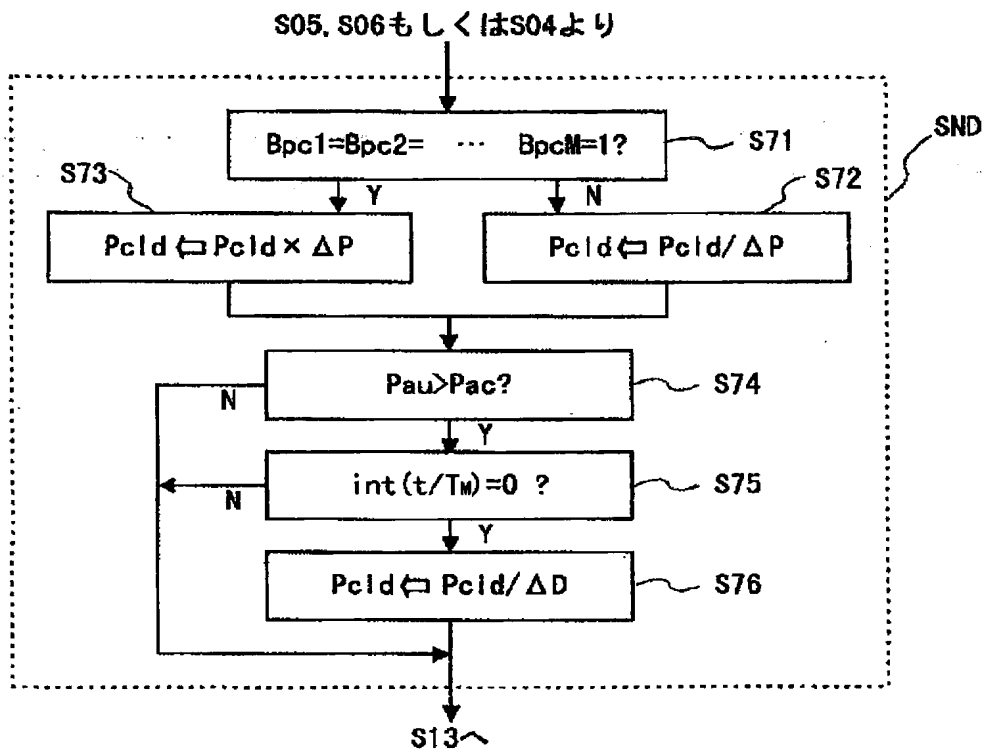 S05,S06もしくはS04より
Bpc1=Bpc2= … BpcM=1?
S71
SND
S73
Y
N
S72
Pcld⇦Pcld×ΔP
Pcld⇦Pcld/ΔP
Pau>Pac?
S74
N
Y
int(t/TM)=0 ?
S75
N
Y
Pcld⇦Pcld/ΔD
S76
S13へ